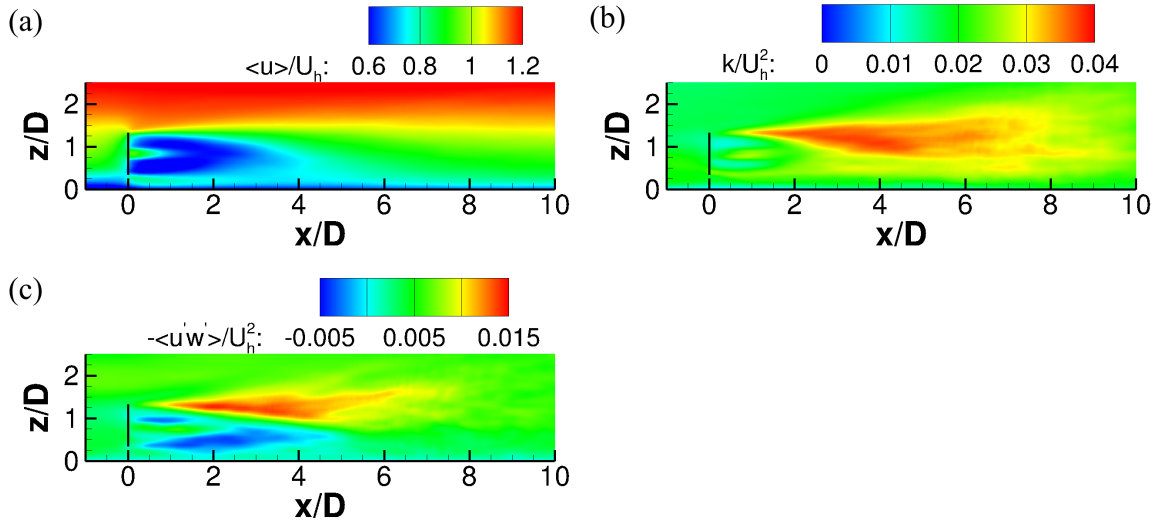 (a)
<u>/U_h: 0.6 0.8 1 1.2
z/D
2
1
0
0 2 4 6 8 10
x/D
(b)
k/U_h^2: 0 0.01 0.02 0.03 0.04
z/D
2
1
0
0 2 4 6 8 10
x/D
(c)
-<u'w'>/U_h^2: -0.005 0.005 0.015
z/D
2
1
0
0 2 4 6 8 10
x/D